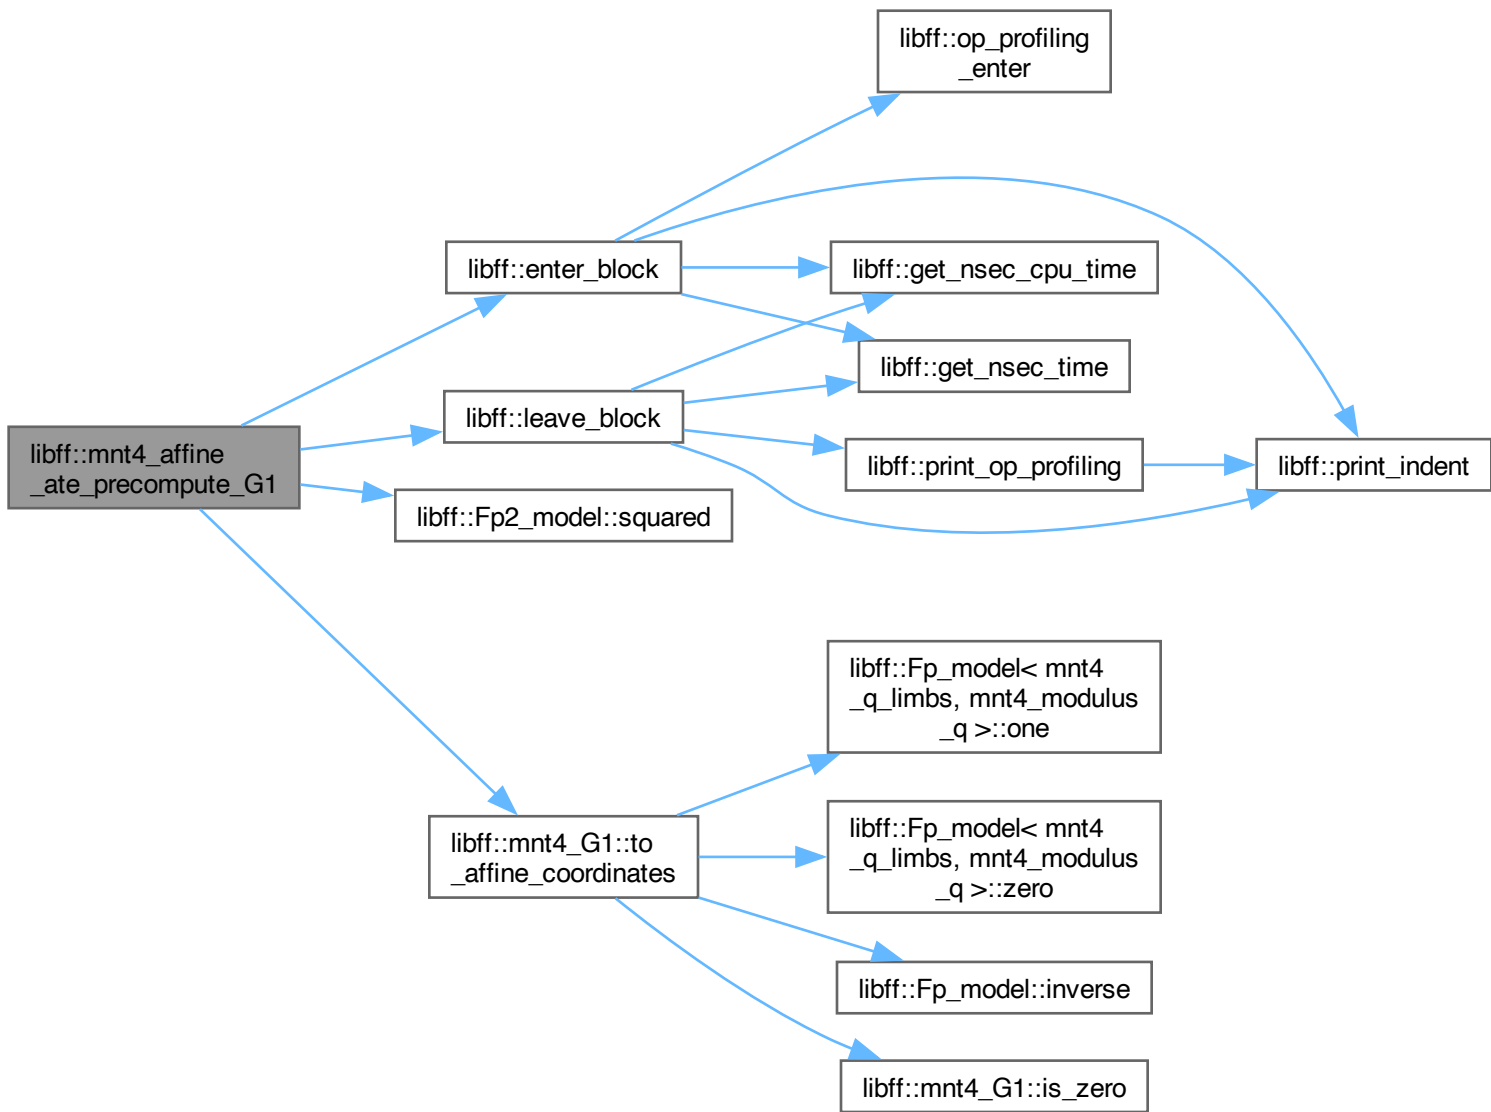 libff::op_profiling
_enter
libff::enter_block
libff::get_nsec_cpu_time
libff::get_nsec_time
libff::leave_block
libff::mnt4_affine
_ate_precompute_G1
libff::print_op_profiling
libff::print_indent
libff::Fp2_model::squared
libff::Fp_model< mnt4
_q_limbs, mnt4_modulus
_q >::one
libff::mnt4_G1::to
_affine_coordinates
libff::Fp_model< mnt4
_q_limbs, mnt4_modulus
_q >::zero
libff::Fp_model::inverse
libff::mnt4_G1::is_zero